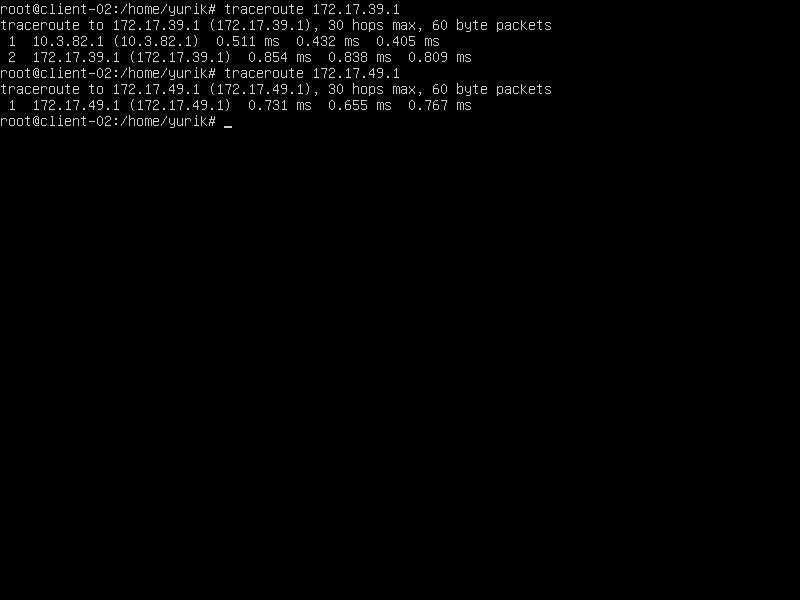 root@client-02:/home/yurik# traceroute 172.17.39.1
traceroute to 172.17.39.1 (172.17.39.1), 30 hops max, 60 byte packets
 1  10.3.82.1 (10.3.82.1)  0.511 ms  0.432 ms  0.405 ms
 2  172.17.39.1 (172.17.39.1)  0.854 ms  0.838 ms  0.809 ms
root@client-02:/home/yurik# traceroute 172.17.49.1
traceroute to 172.17.49.1 (172.17.49.1), 30 hops max, 60 byte packets
 1  172.17.49.1 (172.17.49.1)  0.731 ms  0.655 ms  0.767 ms
root@client-02:/home/yurik# _